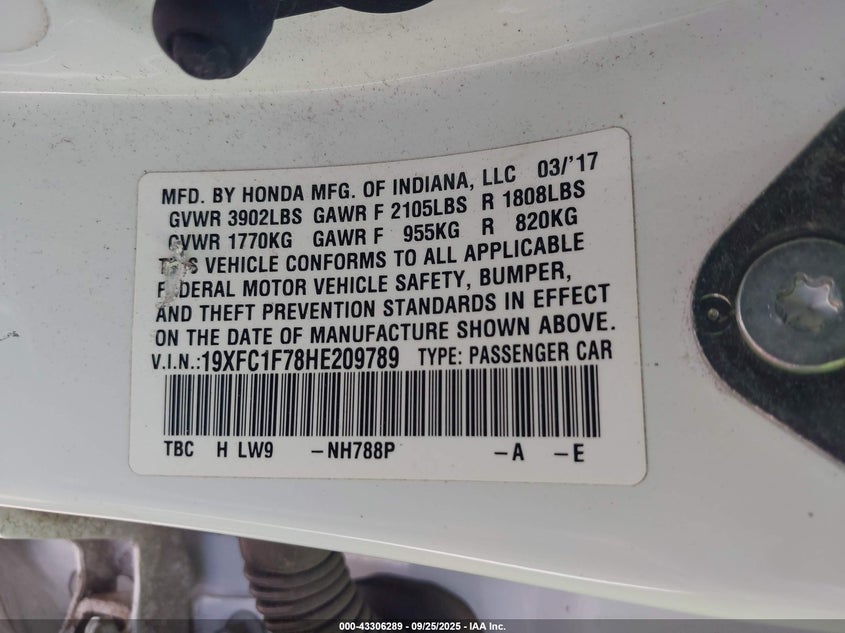 MFD. BY HONDA MFG. OF INDIANA, LLC 03/'17
GVWR 3902LBS GAWR F 2105LBS R 1808LBS
GVWR 1770KG GAWR F 955KG R 820KG
THIS VEHICLE CONFORMS TO ALL APPLICABLE
FEDERAL MOTOR VEHICLE SAFETY, BUMPER,
AND THEFT PREVENTION STANDARDS IN EFFECT
ON THE DATE OF MANUFACTURE SHOWN ABOVE.
V.I.N.:19XFC1F78HE209789 TYPE: PASSENGER CAR
TBC H LW9 -NH788P -A -E
000-43306289 - 09/25/2025 - IAA Inc.